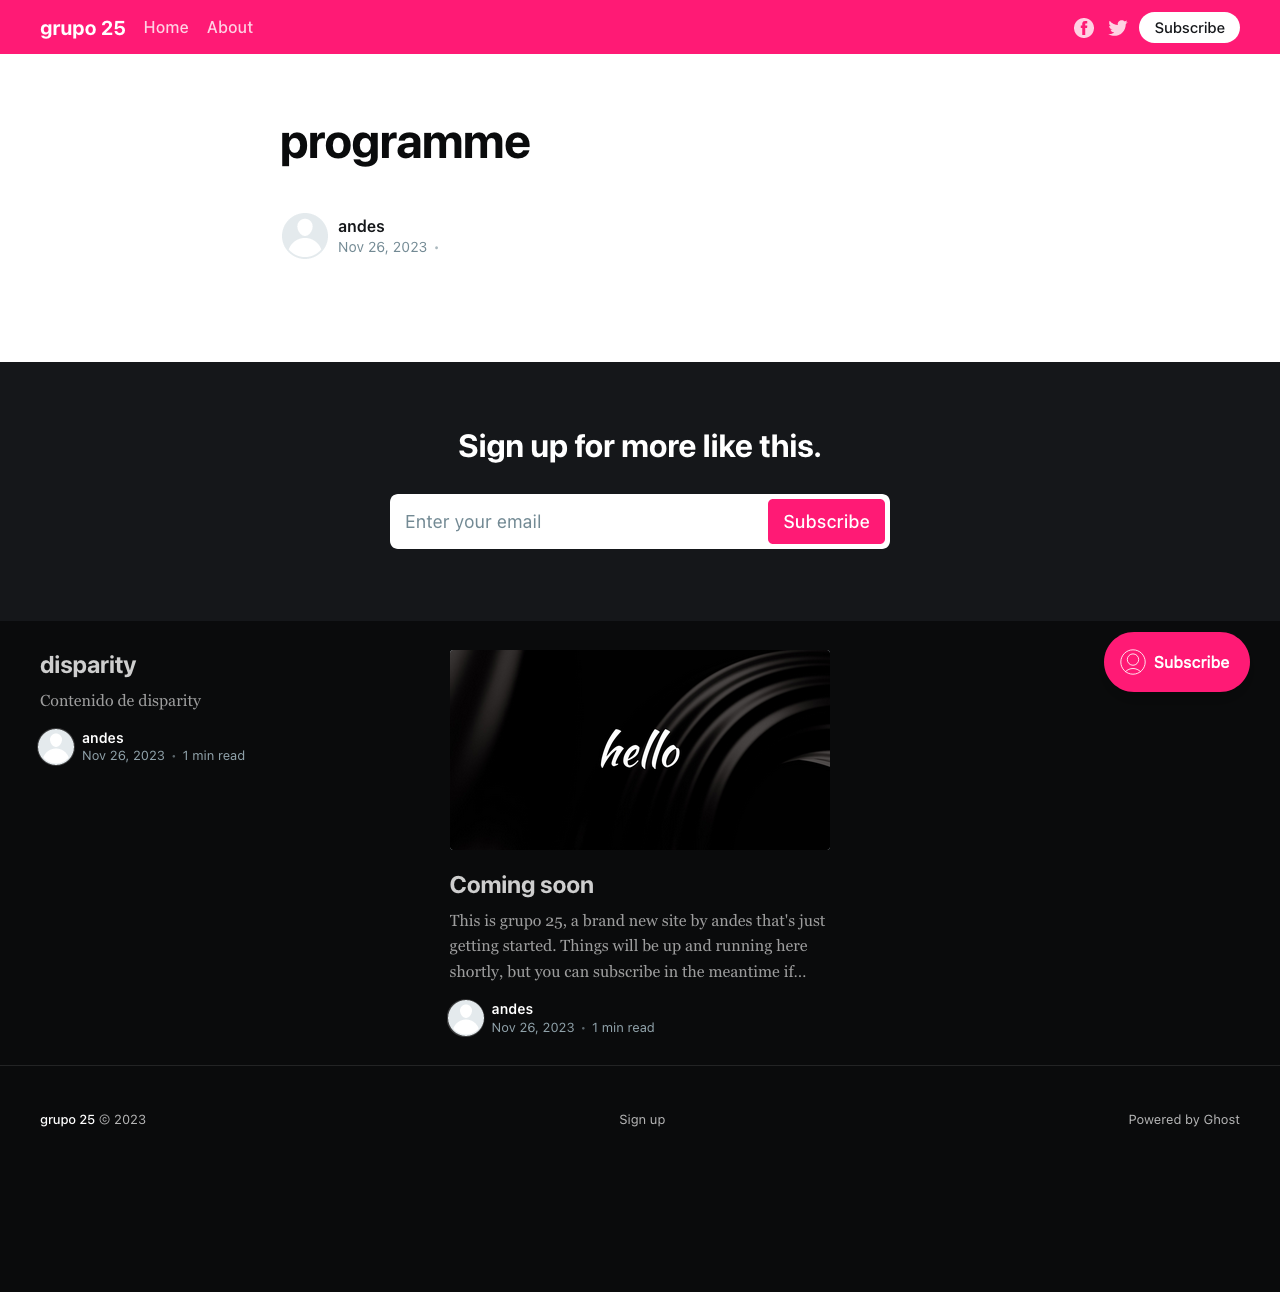 grupo 25 Home About Subscribe
programme
andes
Nov 26, 2023 •
Sign up for more like this.
Enter your email Subscribe
Subscribe
disparity
Contenido de disparity
andes
Nov 26, 2023 • 1 min read
hello
Coming soon
This is grupo 25, a brand new site by andes that's just
getting started. Things will be up and running here
shortly, but you can subscribe in the meantime if…
andes
Nov 26, 2023 • 1 min read
grupo 25 © 2023 Sign up Powered by Ghost